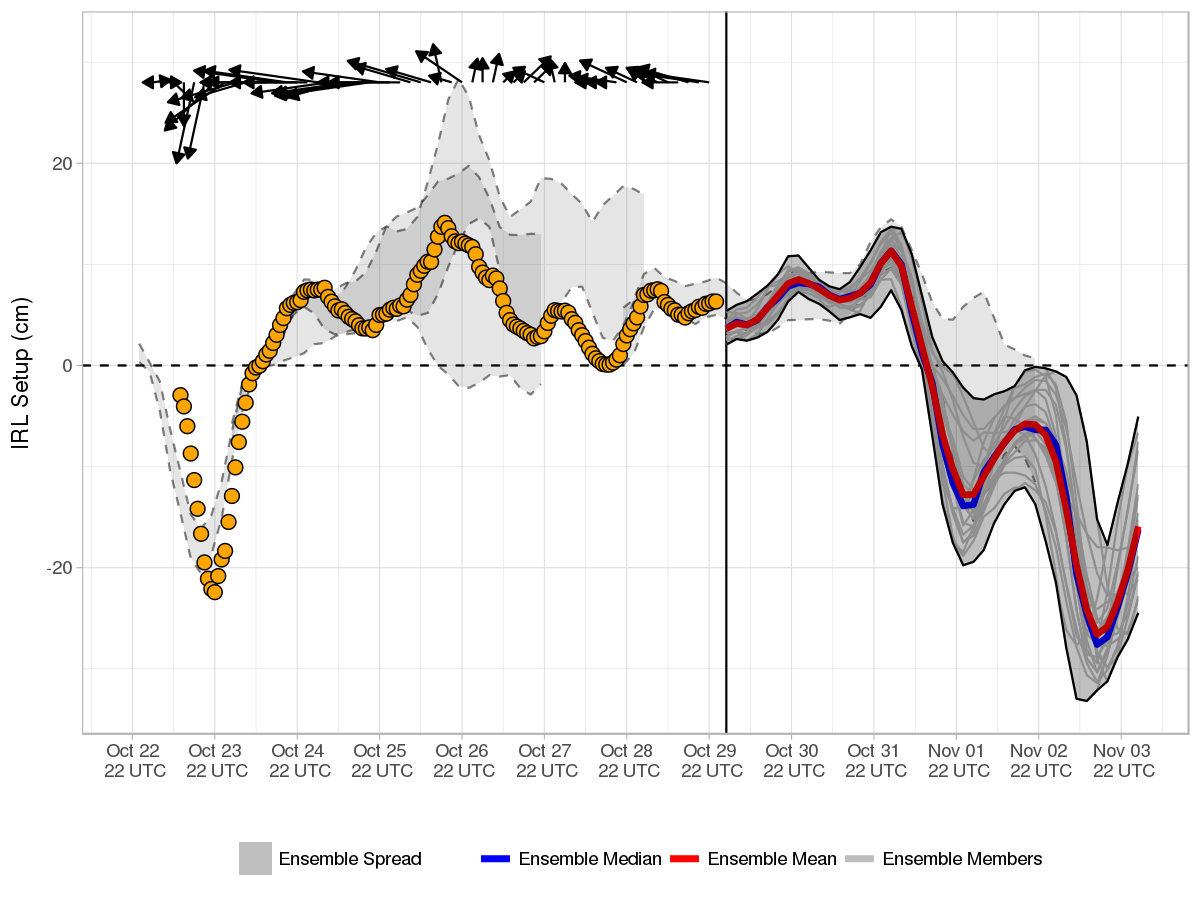 IRL Setup (cm)
20
0
-20
Oct 22 Oct 23 Oct 24 Oct 25 Oct 26 Oct 27 Oct 28 Oct 29 Oct 30 Oct 31 Nov 01 Nov 02 Nov 03
22 UTC 22 UTC 22 UTC 22 UTC 22 UTC 22 UTC 22 UTC 22 UTC 22 UTC 22 UTC 22 UTC 22 UTC 22 UTC
Ensemble Spread Ensemble Median Ensemble Mean Ensemble Members